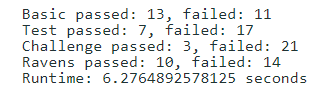 Basic passed: 13, failed: 11
Test passed: 7, failed: 17
Challenge passed: 3, failed: 21
Ravens passed: 10, failed: 14
Runtime: 6.2764892578125 seconds